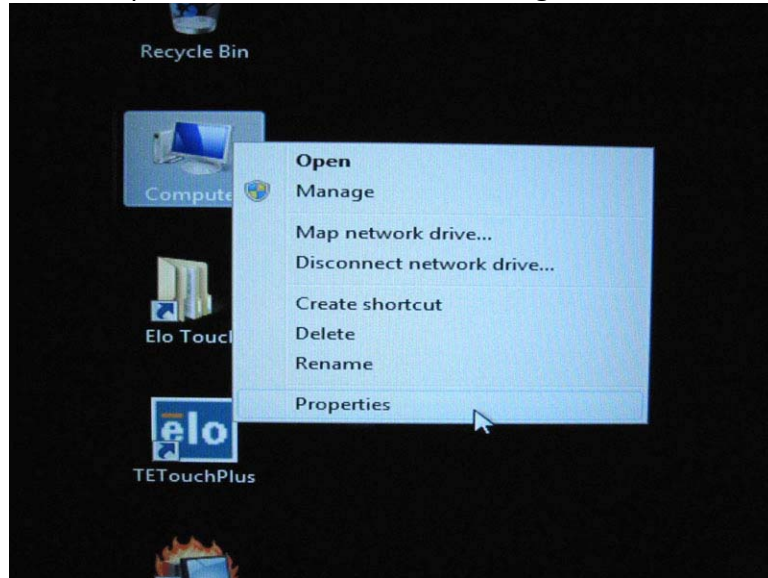 Recycle Bin
Open
Manage
Map network drive...
Disconnect network drive...
Create shortcut
Delete
Rename
Properties
Compute
Elo Touc
elo
TETouchPlus